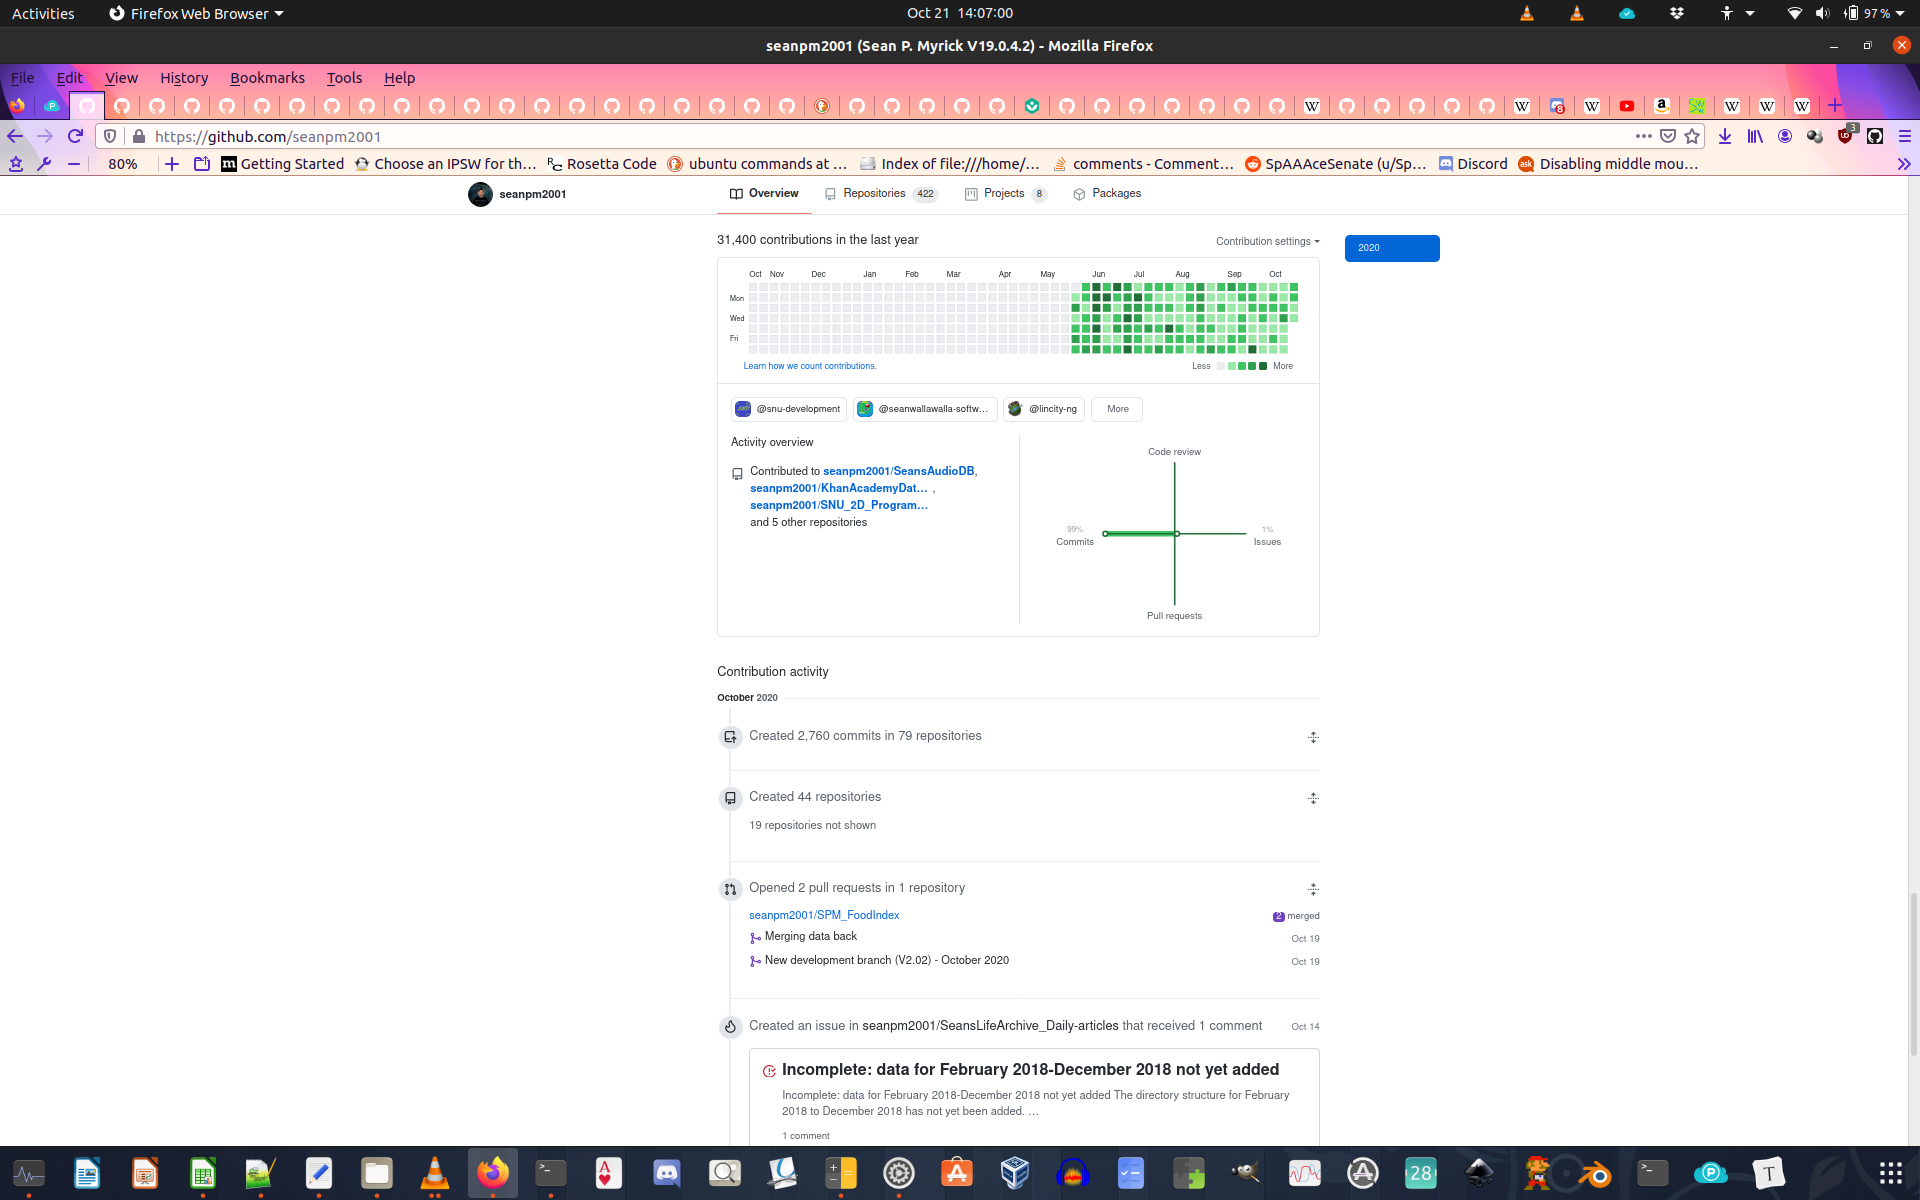 Activities
Firefox Web Browser
Oct 21 14:07:00
97 %
seanpm2001 (Sean P. Myrick V19.0.4.2) - Mozilla Firefox
File Edit View History Bookmarks Tools Help
https://github.com/seanpm2001
3
80%
Getting Started
Choose an IPSW for th…
Rosetta Code
ubuntu commands at …
Index of file:///home/…
comments - Comment…
SpAAAceSenate (u/Sp…
Discord
Disabling middle mou…
seanpm2001
Overview
Repositories 422
Projects 8
Packages
31,400 contributions in the last year
Contribution settings
2020
Oct Nov Dec Jan Feb Mar Apr May Jun Jul Aug Sep Oct
Mon
Wed
Fri
Learn how we count contributions.
Less More
@snu-development
@seanwallawalla-softw…
@lincity-ng
More
Activity overview
Contributed to seanpm2001/SeansAudioDB,
seanpm2001/KhanAcademyDat… ,
seanpm2001/SNU_2D_Program…
and 5 other repositories
Code review
99%
Commits
1%
Issues
Pull requests
Contribution activity
October 2020
Created 2,760 commits in 79 repositories
Created 44 repositories
19 repositories not shown
Opened 2 pull requests in 1 repository
seanpm2001/SPM_FoodIndex
2 merged
Merging data back
Oct 19
New development branch (V2.02) - October 2020
Oct 19
Created an issue in seanpm2001/SeansLifeArchive_Daily-articles that received 1 comment
Oct 14
Incomplete: data for February 2018-December 2018 not yet added
Incomplete: data for February 2018-December 2018 not yet added The directory structure for February
2018 to December 2018 has not yet been added. …
1 comment
28